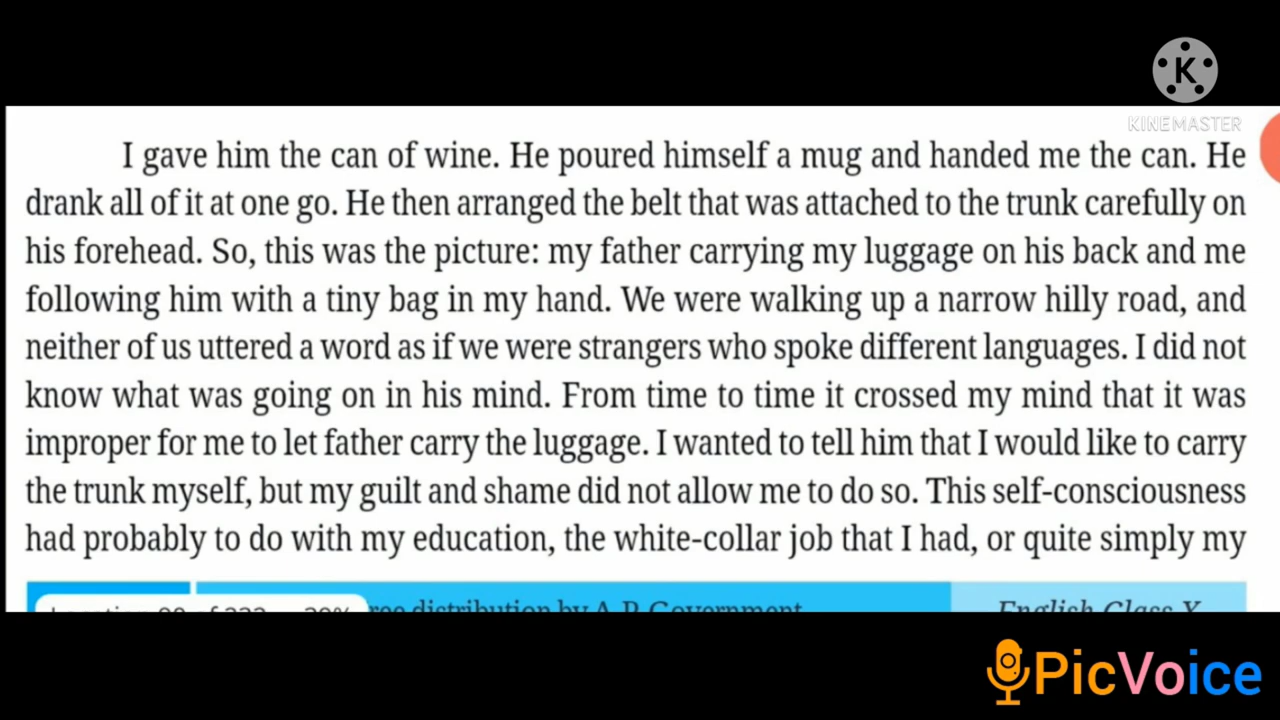 K
KINEMASTER
I gave him the can of wine. He poured himself a mug and handed me the can. He
drank all of it at one go. He then arranged the belt that was attached to the trunk carefully on
his forehead. So, this was the picture: my father carrying my luggage on his back and me
following him with a tiny bag in my hand. We were walking up a narrow hilly road, and
neither of us uttered a word as if we were strangers who spoke different languages. I did not
know what was going on in his mind. From time to time it crossed my mind that it was
improper for me to let father carry the luggage. I wanted to tell him that I would like to carry
the trunk myself, but my guilt and shame did not allow me to do so. This self-consciousness
had probably to do with my education, the white-collar job that I had, or quite simply my
distribution by A.P. Government English Class X
PicVoice